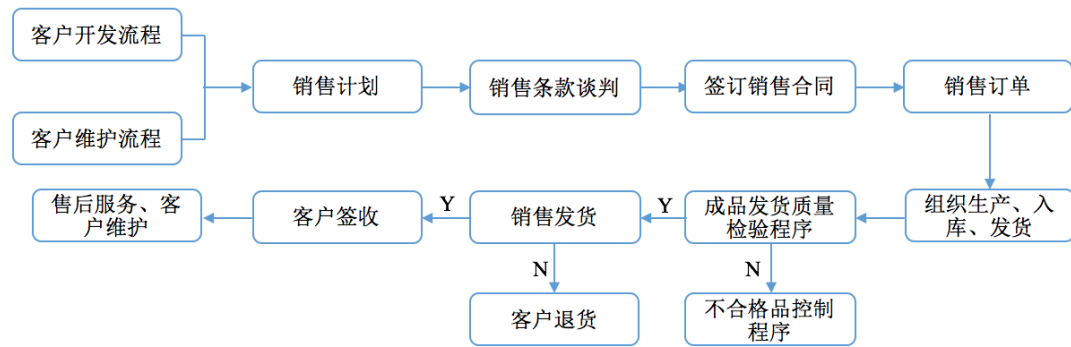 客户开发流程
客户维护流程
销售计划
销售条款谈判
签订销售合同
销售订单
组织生产、入
库、发货
成品发货质量
检验程序
Y
N
不合格品控制
程序
销售发货
Y
N
客户退货
客户签收
售后服务、客
户维护